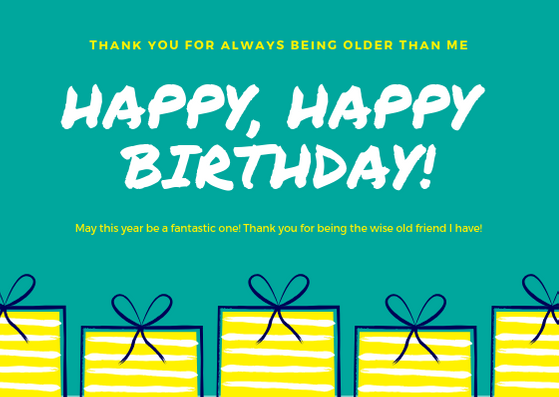 THANK YOU FOR ALWAYS BEING OLDER THAN ME
HAPPY, HAPPY
BIRTHDAY!
May this year be a fantastic one! Thank you for being the wise old friend I have!